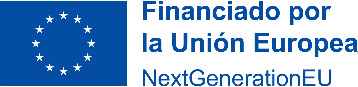 Financiado por
la Unión Europea
NextGenerationEU